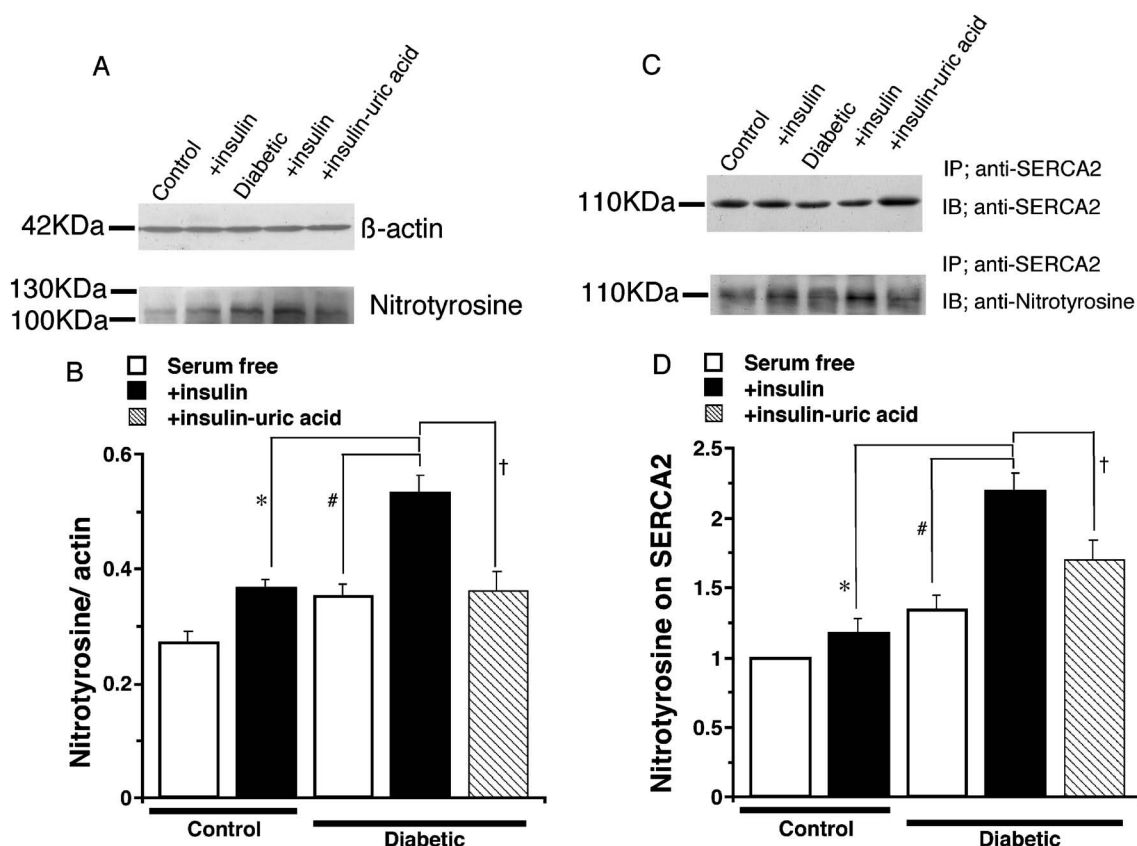 A
Control
+insulin
Diabetic
+insulin
+insulin-uric acid
42KDa
ß-actin
130KDa
100KDa
Nitrotyrosine
B
Serum free
+insulin
+insulin-uric acid
Nitrotyrosine/ actin
0.6
0.4
0.2
0
*
#
†
Control
Diabetic
C
Control
+insulin
Diabetic
+insulin
+insulin-uric acid
IP; anti-SERCA2
110KDa
IB; anti-SERCA2
IP; anti-SERCA2
110KDa
IB; anti-Nitrotyrosine
D
Serum free
+insulin
+insulin-uric acid
Nitrotyrosine on SERCA2
2.5
2
1.5
1
0.5
0
*
#
†
Control
Diabetic